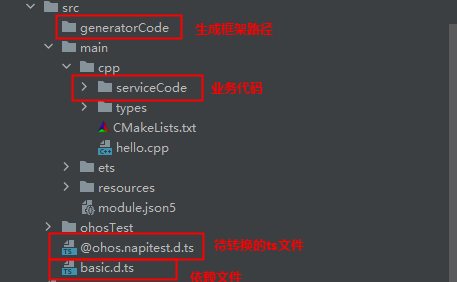 src
generatorCode 生成框架路径
main
cpp
serviceCode 业务代码
types
CMakeLists.txt
hello.cpp
ets
resources
module.json5
ohosTest
@ohos.napitest.d.ts 待转换的ts文件
basic.d.ts 依赖文件